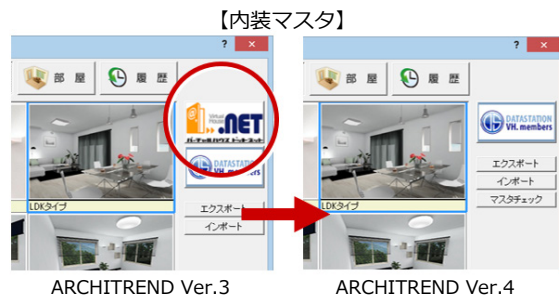 【内装マスタ】
? ×
部 屋
履 歴
Virtual House
.NET
バーチャルハウス ドット ネット
DATASTATION
VH. members
LDKタイプ
エクスポート
インポート
? ×
部 屋
履 歴
DATASTATION
VH. members
LDKタイプ
エクスポート
インポート
マスタチェック
ARCHITREND Ver.3
ARCHITREND Ver.4